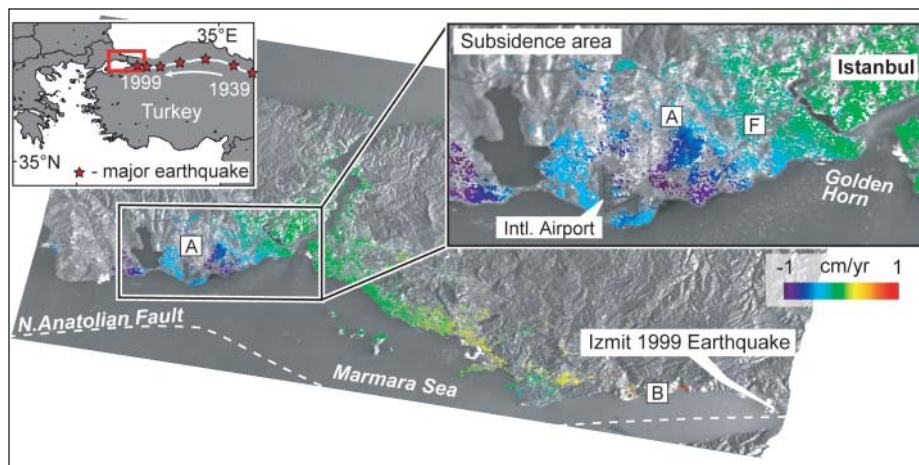 35°E
1999
1939
Turkey
35°N
- major earthquake
Subsidence area
Istanbul
A
F
Golden
Horn
Intl. Airport
A
-1 cm/yr 1
N.Anatolian Fault
Izmit 1999 Earthquake
Marmara Sea
B